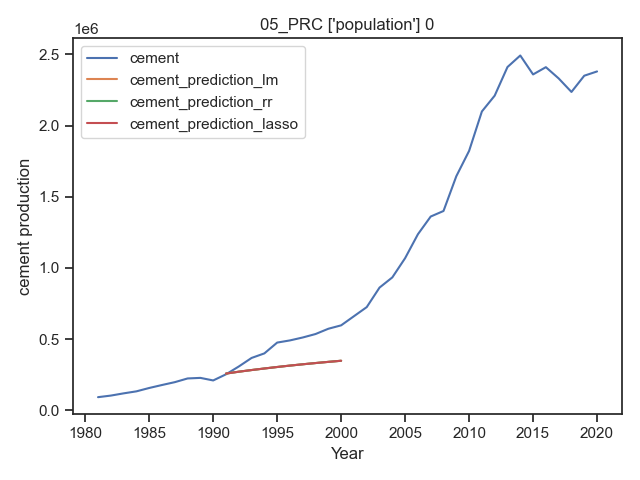 05_PRC ['population'] 0
1e6
cement
cement_prediction_lm
cement_prediction_rr
cement_prediction_lasso
2.5
2.0
1.5
1.0
0.5
0.0
cement production
1980 1985 1990 1995 2000 2005 2010 2015 2020
Year